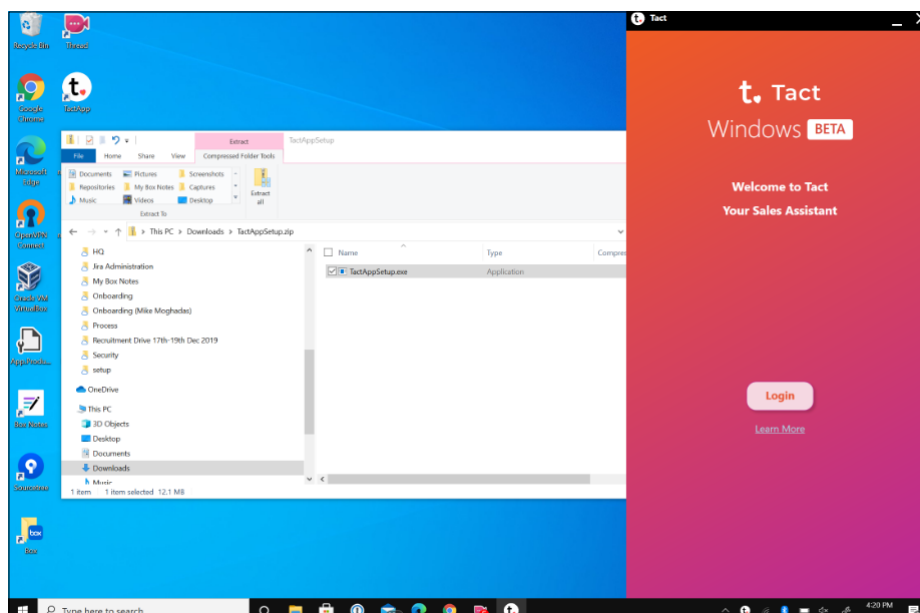 Recycle Bin
Thread
Google Chrome
TactApp
Microsoft Edge
OpenVPN Connect
Oracle VM VirtualBox
Box Notes
Sourcetree
Box
Extract
TactAppSetup
File
Home
Share
View
Compressed Folder Tools
Documents
Pictures
Screenshots
Repositories
My Box Notes
Captures
Music
Videos
Desktop
Extract all
Extract To
This PC > Downloads > TactAppSetup.zip
Name
Type
HQ
Jira Administration
My Box Notes
Onboarding
Onboarding (Mike Moghadas)
Process
Recruitment Drive 17th-19th Dec 2019
Security
setup
OneDrive
This PC
3D Objects
Desktop
Documents
Downloads
Music
TactAppSetup.exe
Application
1 item
1 item selected 12.1 MB
Tact
t. Tact
Windows BETA
Welcome to Tact
Your Sales Assistant
Login
Learn More
Type here to search
4:20 PM